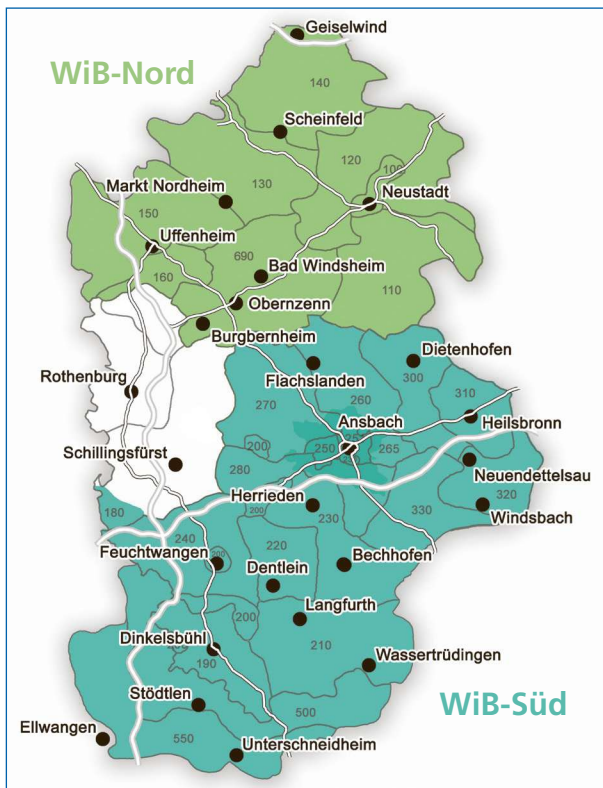 Geiselwind
WiB-Nord
140
Scheinfeld
120
100
Markt Nordheim
130
Neustadt
150
Uffenheim
690
Bad Windsheim
160
110
Obernzenn
Burgbernheim
Dietenhofen
Flachslanden
300
Rothenburg
260
310
270
Ansbach
Heilsbronn
200
250
265
Schillingsfürst
280
Neuendettelsau
Herrieden
320
180
200
230
330
Windsbach
240
220
Feuchtwangen
200
Bechhofen
Dentlein
200
Langfurth
Dinkelsbühl
210
190
Wassertrüdingen
Stödtlen
WiB-Süd
500
Ellwangen
550
Unterschneidheim